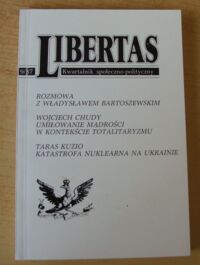 LIBERTAS
9/87 Kwartalnik społeczno-polityczny
ROZMOWA
Z WŁADYSŁAWEM BARTOSZEWSKIM
WOJCIECH CHUDY
UMIŁOWANIE MĄDROŚCI
W KONTEKŚCIE TOTALITARYZMU
TARAS KUZIO
KATASTROFA NUKLEARNA NA UKRAINIE